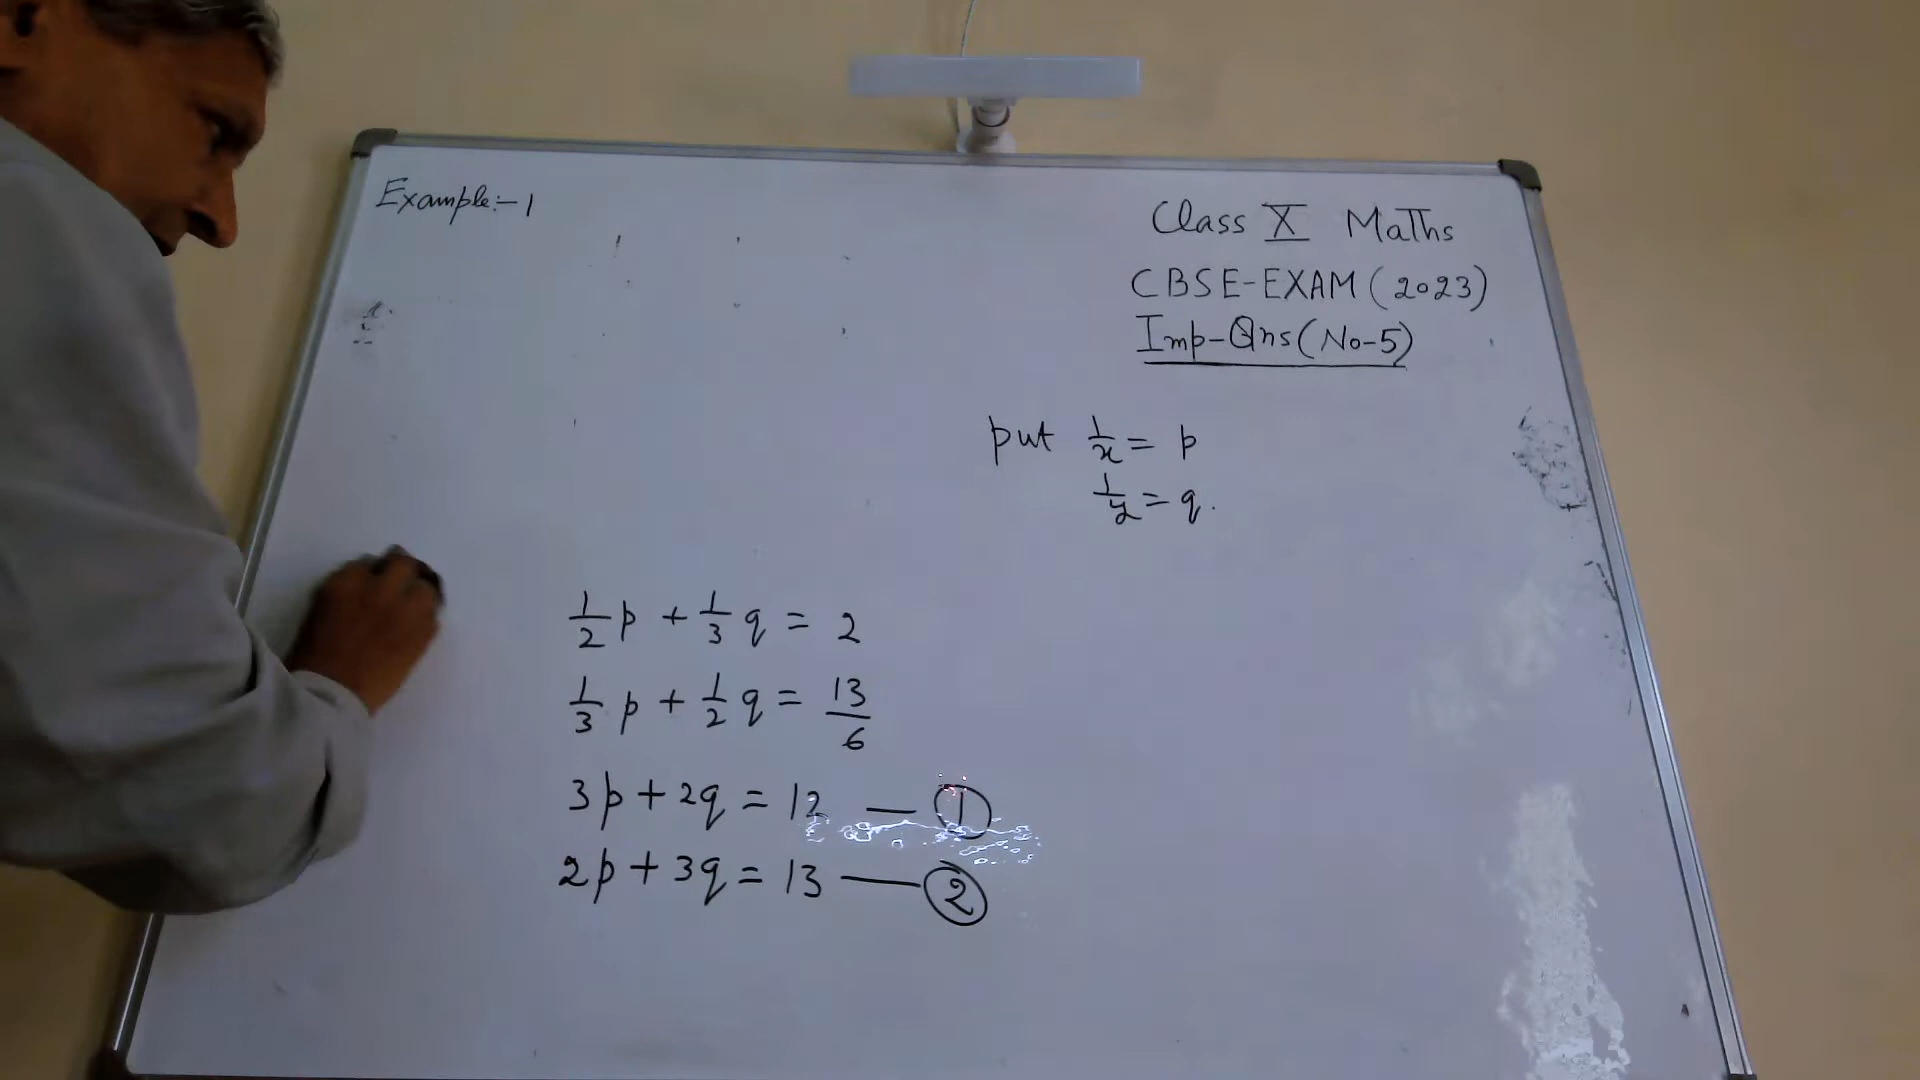 Example:-1
Class X Maths
CBSE-EXAM (2023)
Imp-Qns (No-5)
put 1/x = p
1/y = q.
1/2 p + 1/3 q = 2
1/3 p + 1/2 q = 13/6
3p + 2q = 12 — ①
2p + 3q = 13 — ②